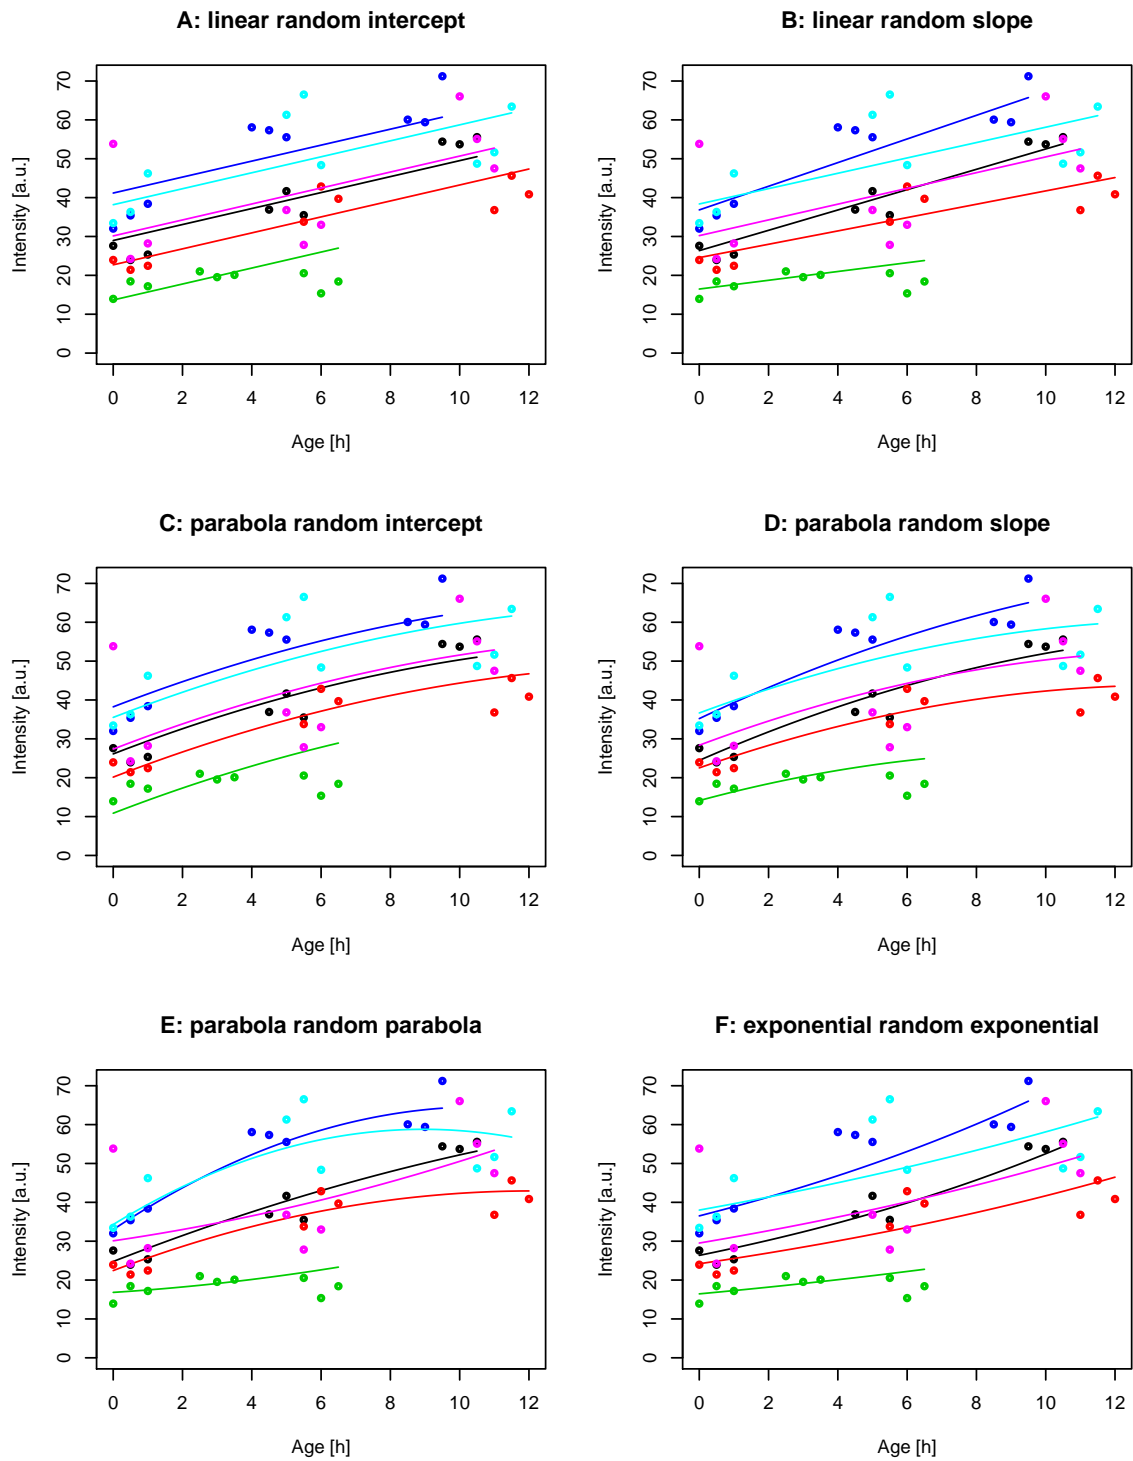 A: linear random intercept
B: linear random slope
Intensity [a.u.]
0 10 20 30 40 50 60 70
0 2 4 6 8 10 12
Age [h]
Intensity [a.u.]
0 10 20 30 40 50 60 70
0 2 4 6 8 10 12
Age [h]
C: parabola random intercept
D: parabola random slope
Intensity [a.u.]
0 10 20 30 40 50 60 70
0 2 4 6 8 10 12
Age [h]
Intensity [a.u.]
0 10 20 30 40 50 60 70
0 2 4 6 8 10 12
Age [h]
E: parabola random parabola
F: exponential random exponential
Intensity [a.u.]
0 10 20 30 40 50 60 70
0 2 4 6 8 10 12
Age [h]
Intensity [a.u.]
0 10 20 30 40 50 60 70
0 2 4 6 8 10 12
Age [h]